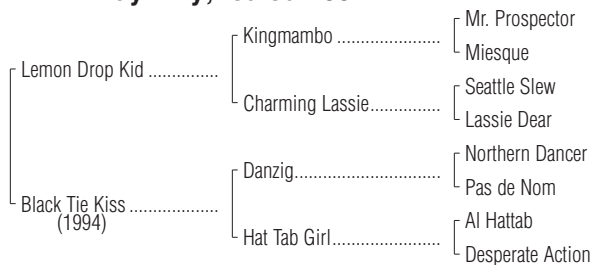 Kingmambo ....................
Mr. Prospector
Miesque
Lemon Drop Kid ..............
Charming Lassie................
Seattle Slew
Lassie Dear
Danzig............................
Northern Dancer
Pas de Nom
Black Tie Kiss ..................
(1994)
Hat Tab Girl.....................
Al Hattab
Desperate Action